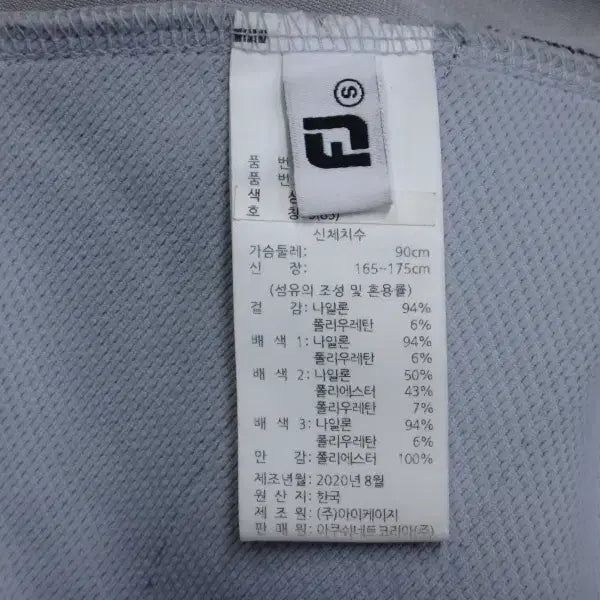 FJ S
품 번
품 번
색
호 칭
신체치수
가슴둘레: 90cm
신 장: 165~175cm
(섬유의 조성 및 혼용률)
겉 감: 나일론 94%
폴리우레탄 6%
배 색 1: 나일론 94%
폴리우레탄 6%
배 색 2: 나일론 50%
폴리에스터 43%
폴리우레탄 7%
배 색 3: 나일론 94%
폴리우레탄 6%
안 감: 폴리에스터 100%
제조년월: 2020년 8월
원 산 지: 한국
제 조 원: (주)아이케이지
판 매 원: 아쿠쉬네트코리아(주)